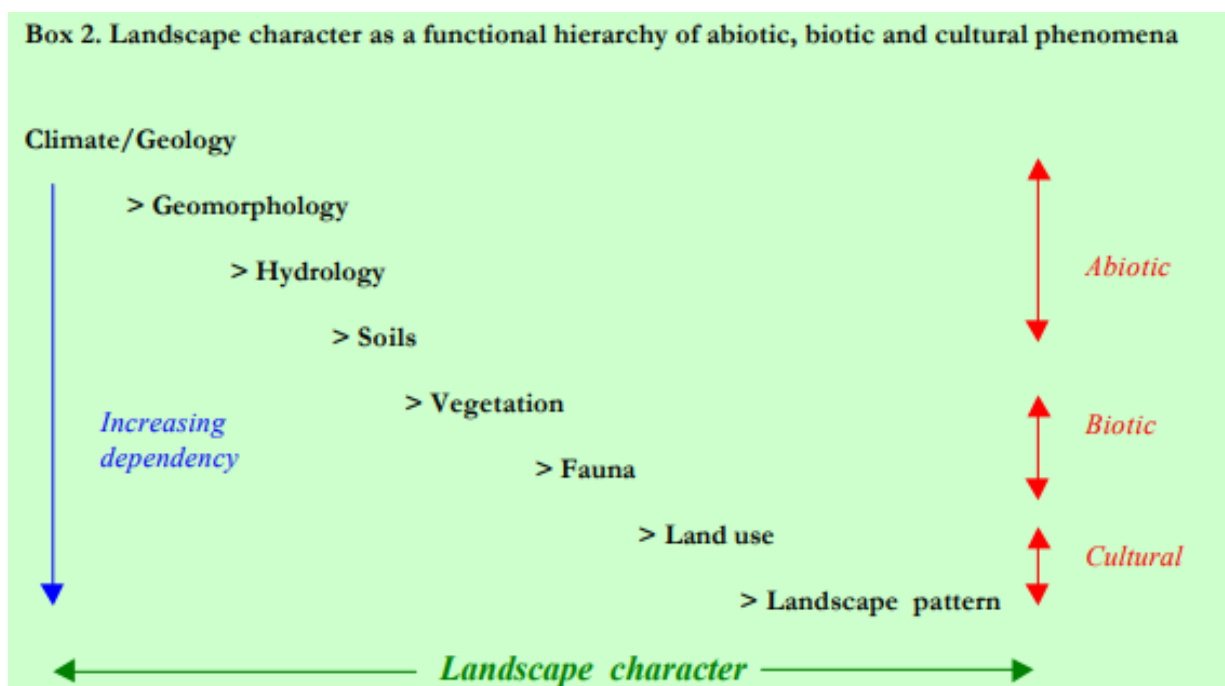 Box 2. Landscape character as a functional hierarchy of abiotic, biotic and cultural phenomena
Climate/Geology
> Geomorphology
> Hydrology
Abiotic
> Soils
> Vegetation
Increasing
dependency
Biotic
> Fauna
> Land use
Cultural
> Landscape pattern
Landscape character